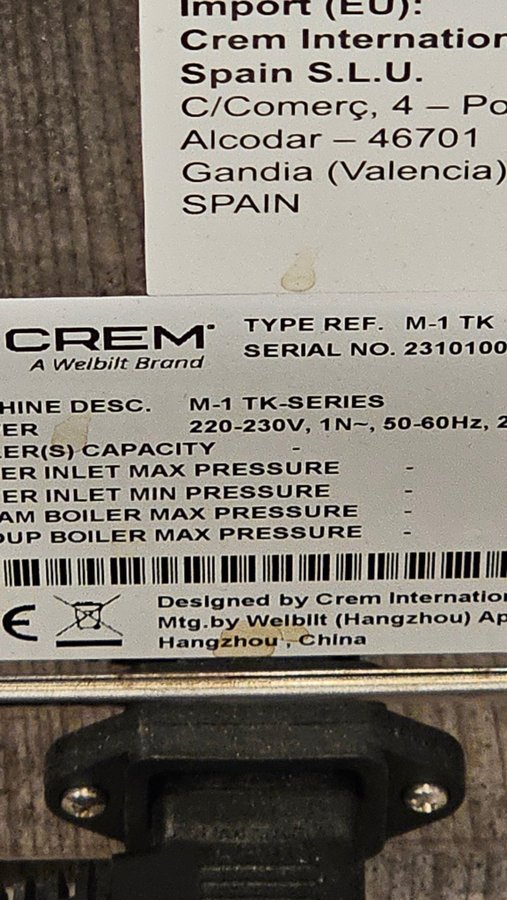 Import (EU):
Crem Internation
Spain S.L.U.
C/Comerç, 4 – Po
Alcodar – 46701
Gandia (Valencia)
SPAIN
CREM
A Welbilt Brand
TYPE REF. M-1 TK
SERIAL NO. 2310100
HINE DESC. M-1 TK-SERIES
ER 220-230V, 1N~, 50-60Hz, 2
ER(S) CAPACITY -
ER INLET MAX PRESSURE -
ER INLET MIN PRESSURE -
AM BOILER MAX PRESSURE -
OUP BOILER MAX PRESSURE -
CE
Designed by Crem Internatio
Mtg.by Welbilt (Hangzhou) Ap
Hangzhou, China